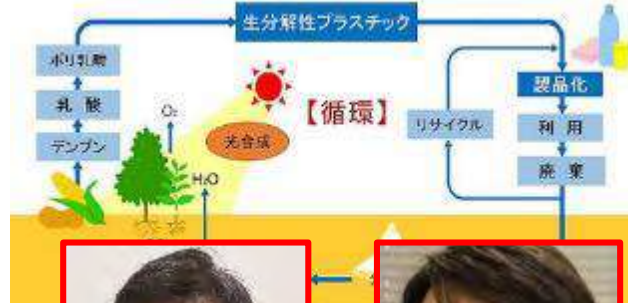 生分解性プラスチック
ポリ乳酸
乳酸
デンプン
O₂
光合成
H₂O
【循環】
リサイクル
製品化
利用
廃棄